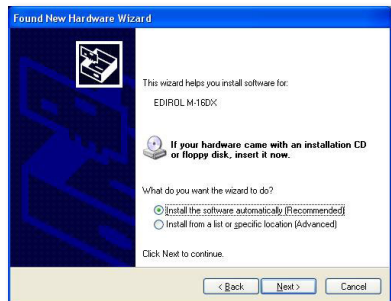 Found New Hardware Wizard
This wizard helps you install software for:
EDIROL M-16DX
If your hardware came with an installation CD
or floppy disk, insert it now.
What do you want the wizard to do?
Install the software automatically (Recommended)
Install from a list or specific location (Advanced)
Click Next to continue.
< Back Next > Cancel